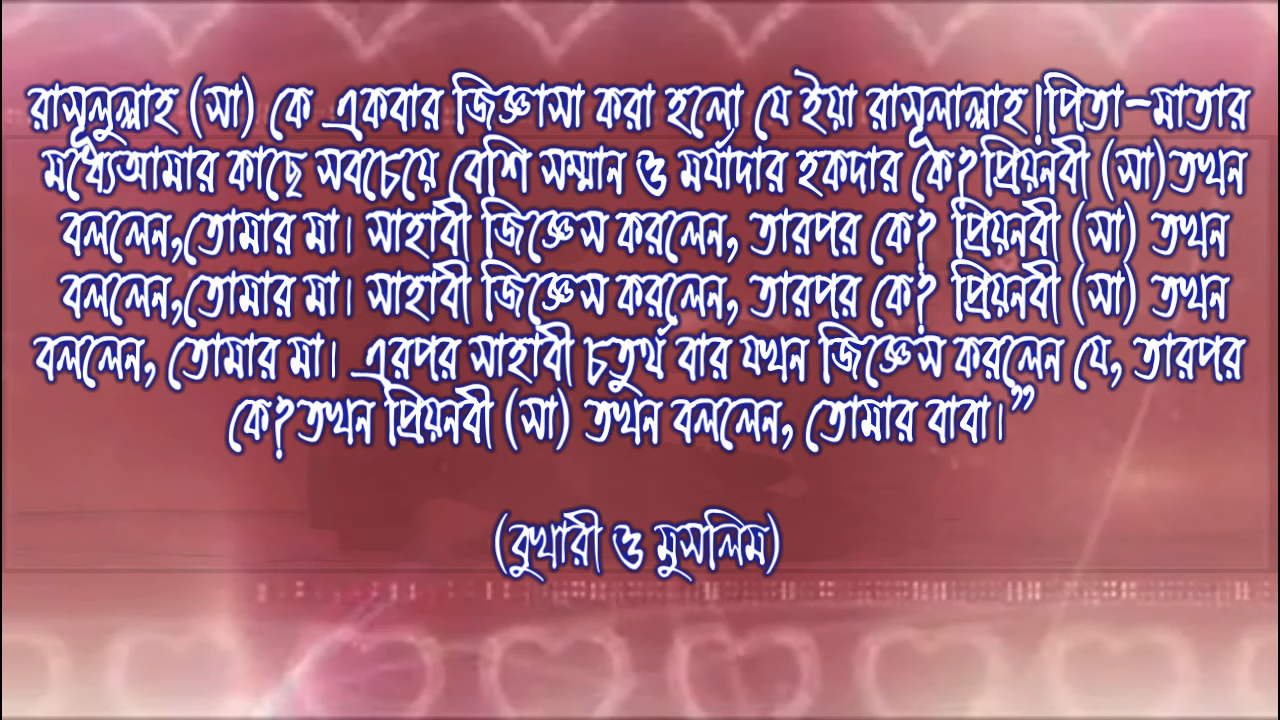 রাসূলুল্লাহ (সা) কে একবার জিজ্ঞাসা করা হলো যে ইয়া রাসূলাল্লাহ!পিতা-মাতার
মধ্যেআমার কাছে সবচেয়ে বেশি সম্মান ও মর্যাদার হকদার কে?প্রিয়নবী (সা)তখন
বললেন,তোমার মা। সাহাবী জিজ্ঞেস করলেন, তারপর কে? প্রিয়নবী (সা) তখন
বললেন,তোমার মা। সাহাবী জিজ্ঞেস করলেন, তারপর কে? প্রিয়নবী (সা) তখন
বললেন, তোমার মা। এরপর সাহাবী চতুর্থ বার যখন জিজ্ঞেস করলেন যে, তারপর
কে?তখন প্রিয়নবী (সা) তখন বললেন, তোমার বাবা।”
(বুখারী ও মুসলিম)